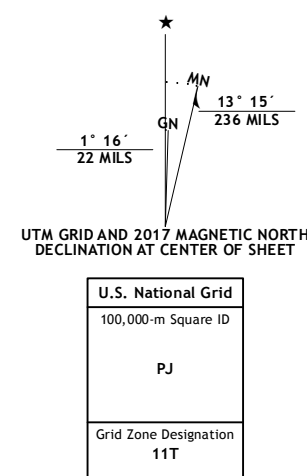 ★
MN
GN
13° 15´
236 MILS
1° 16´
22 MILS
UTM GRID AND 2017 MAGNETIC NORTH
DECLINATION AT CENTER OF SHEET
U.S. National Grid
100,000-m Square ID
PJ
Grid Zone Designation
11T